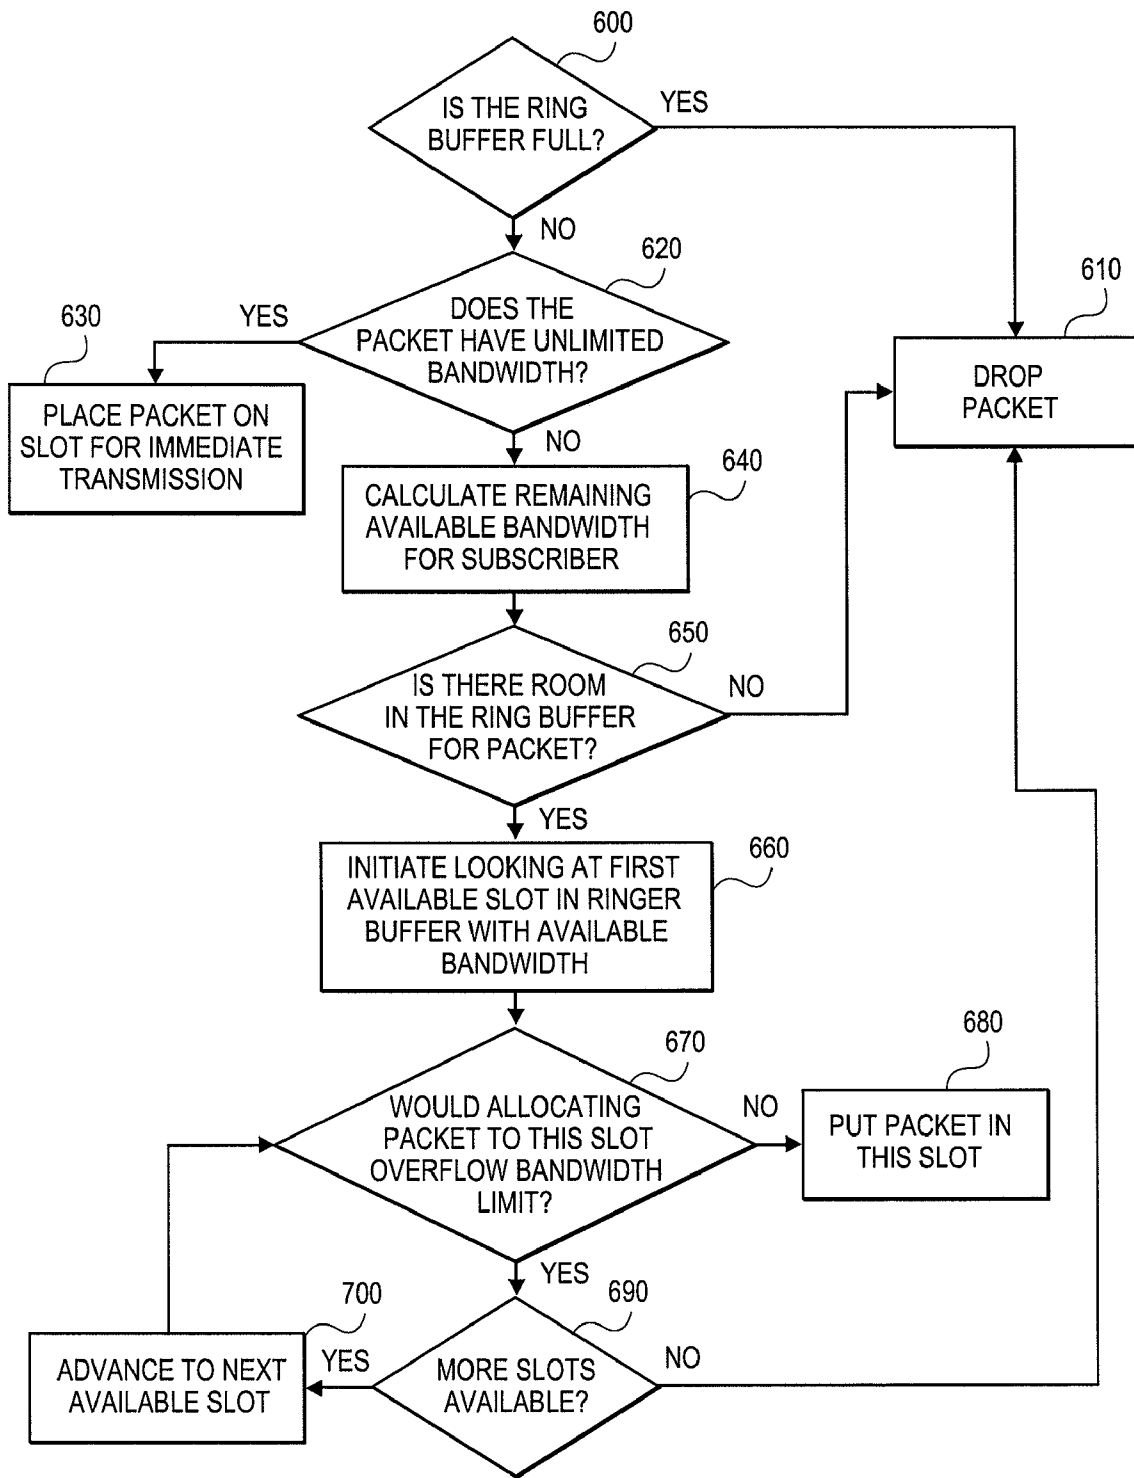 600
IS THE RING
BUFFER FULL?
YES
NO
620
DOES THE
PACKET HAVE UNLIMITED
BANDWIDTH?
YES
630
PLACE PACKET ON
SLOT FOR IMMEDIATE
TRANSMISSION
610
DROP
PACKET
NO
640
CALCULATE REMAINING
AVAILABLE BANDWIDTH
FOR SUBSCRIBER
650
IS THERE ROOM
IN THE RING BUFFER
FOR PACKET?
NO
YES
660
INITIATE LOOKING AT FIRST
AVAILABLE SLOT IN RINGER
BUFFER WITH AVAILABLE
BANDWIDTH
670
WOULD ALLOCATING
PACKET TO THIS SLOT
OVERFLOW BANDWIDTH
LIMIT?
NO
680
PUT PACKET IN
THIS SLOT
YES
690
MORE SLOTS
AVAILABLE?
NO
YES
700
ADVANCE TO NEXT
AVAILABLE SLOT